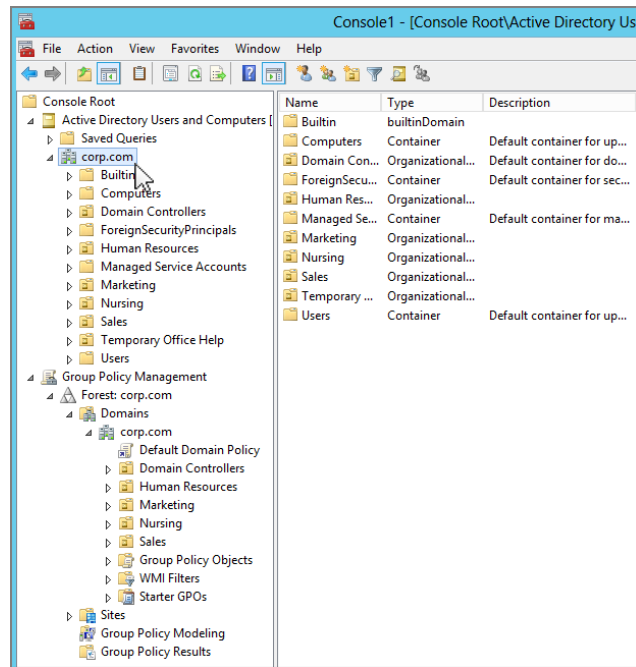 Console1 - [Console Root\Active Directory Us
File Action View Favorites Window Help
Console Root
Active Directory Users and Computers [
Saved Queries
corp.com
Builtin
Computers
Domain Controllers
ForeignSecurityPrincipals
Human Resources
Managed Service Accounts
Marketing
Nursing
Sales
Temporary Office Help
Users
Group Policy Management
Forest: corp.com
Domains
corp.com
Default Domain Policy
Domain Controllers
Human Resources
Marketing
Nursing
Sales
Group Policy Objects
WMI Filters
Starter GPOs
Sites
Group Policy Modeling
Group Policy Results
Name Type Description
Builtin builtinDomain
Computers Container Default container for up...
Domain Con... Organizational... Default container for do...
ForeignSecu... Container Default container for sec...
Human Res... Organizational...
Managed Se... Container Default container for ma...
Marketing Organizational...
Nursing Organizational...
Sales Organizational...
Temporary ... Organizational...
Users Container Default container for up...